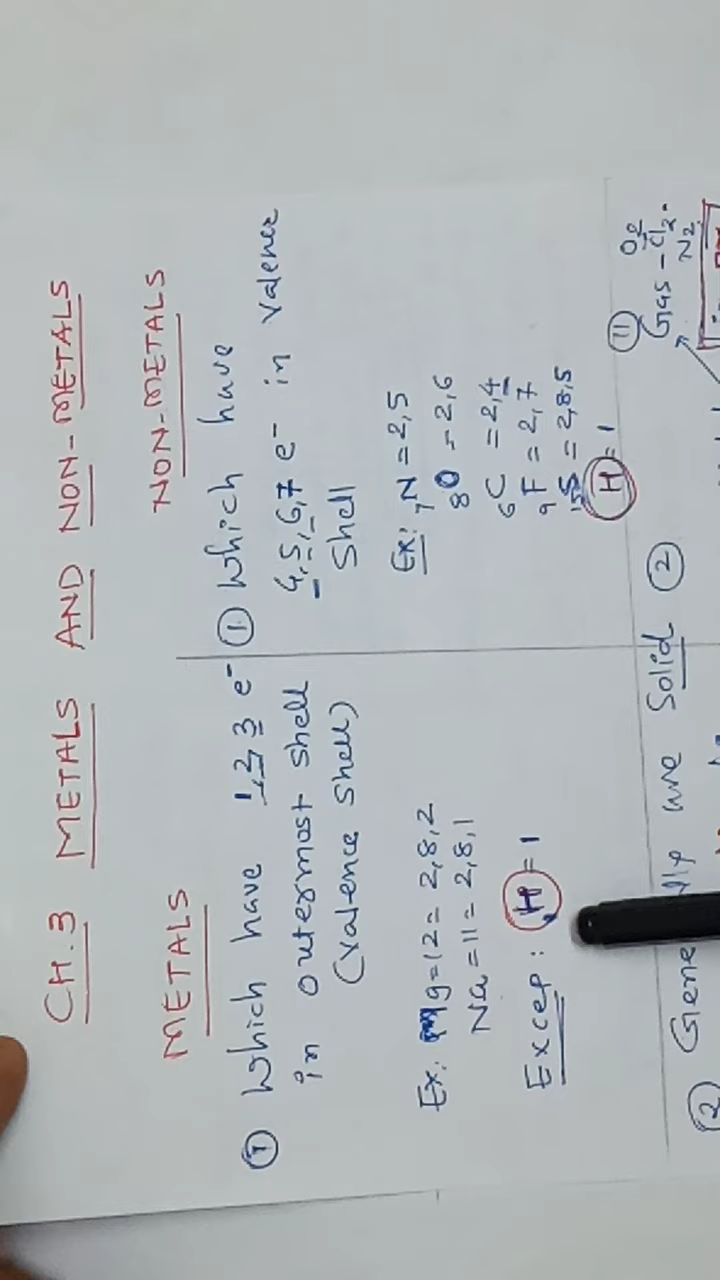 CH.3 METALS AND NON-METALS
METALS
① Which have 1,2,3 e⁻
in outermost shell
(valence shell)
Ex: Mg=12= 2,8,2
Na=11= 2,8,1
Excep: H = 1
② Generally are Solid
NON-METALS
① Which have
4,5,6,7 e⁻ in valence
Shell
Ex: ₇N = 2,5
₈O = 2,6
₆C = 2,4
₉F = 2,7
₁₅S = 2,8,5
H = 1
②
⑪ O₂
Gas - Cl₂.
N₂